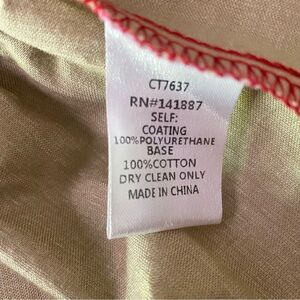 CT7637
RN#141887
SELF:
COATING
100%POLYURETHANE
BASE
100%COTTON
DRY CLEAN ONLY
MADE IN CHINA